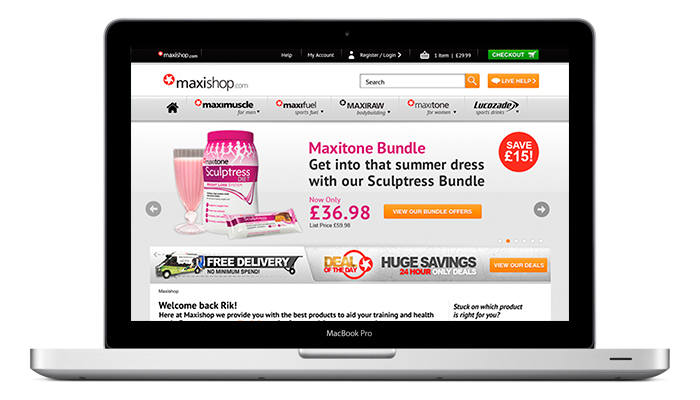 maxishop.com
Help
My Account
Register / Login >
1 Item | £29.99
CHECKOUT
maxishop.com
Search
LIVE HELP >
maximuscle
for men
maxifuel
sports fuel
MAXIRAW
bodybuilding
maxitone
for women
Lucozade
sports drinks
maxitone
Sculptress
DIET
Maxitone Bundle
Get into that summer dress
with our Sculptress Bundle
SAVE
£15!
Now Only
£36.98
List Price £59.98
VIEW OUR BUNDLE OFFERS
FREE DELIVERY
NO MINIMUM SPEND!
DEAL
OF THE DAY
HUGE SAVINGS
24 HOUR ONLY DEALS
VIEW OUR DEALS
Maxishop
Welcome back Rik!
Here at Maxishop we provide you with the best products to aid your training and health
Stuck on which product
is right for you?
MacBook Pro